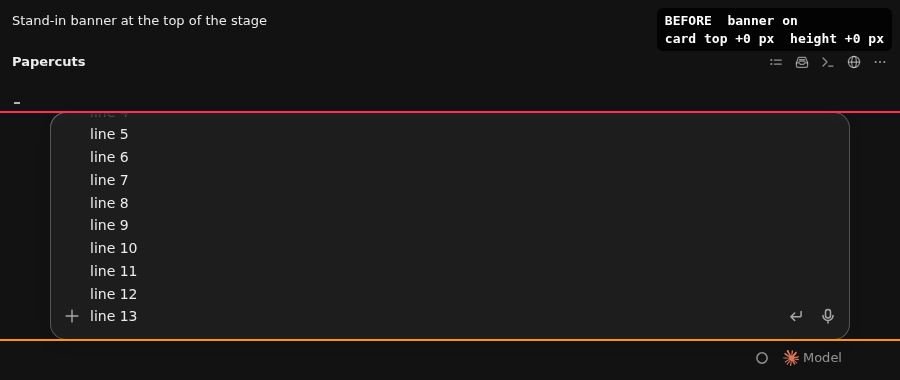 Stand-in banner at the top of the stage
BEFORE  banner on
card top +0 px  height +0 px
Papercuts
line 5
line 6
line 7
line 8
line 9
line 10
line 11
line 12
line 13
Model